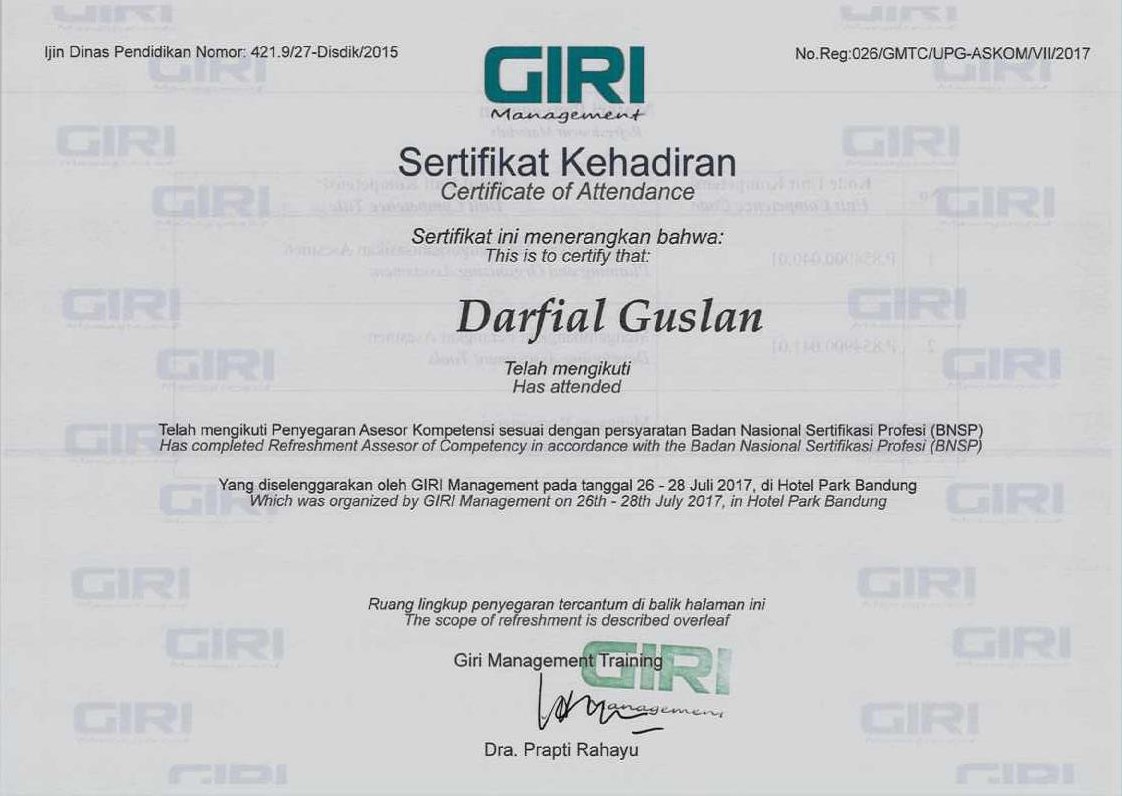 Ijin Dinas Pendidikan Nomor: 421.9/27-Disdik/2015
No.Reg:026/GMTC/UPG-ASKOM/VII/2017
GIRI
Management
Sertifikat Kehadiran
Certificate of Attendance
Sertifikat ini menerangkan bahwa:
This is to certify that:
Darfial Guslan
Telah mengikuti
Has attended
Telah mengikuti Penyegaran Asesor Kompetensi sesuai dengan persyaratan Badan Nasional Sertifikasi Profesi (BNSP)
Has completed Refreshment Assesor of Competency in accordance with the Badan Nasional Sertifikasi Profesi (BNSP)
Yang diselenggarakan oleh GIRI Management pada tanggal 26 - 28 Juli 2017, di Hotel Park Bandung
Which was organized by GIRI Management on 26th - 28th July 2017, in Hotel Park Bandung
Ruang lingkup penyegaran tercantum di balik halaman ini
The scope of refreshment is described overleaf
Giri Management Training
GIRI
Management
Dra. Prapti Rahayu